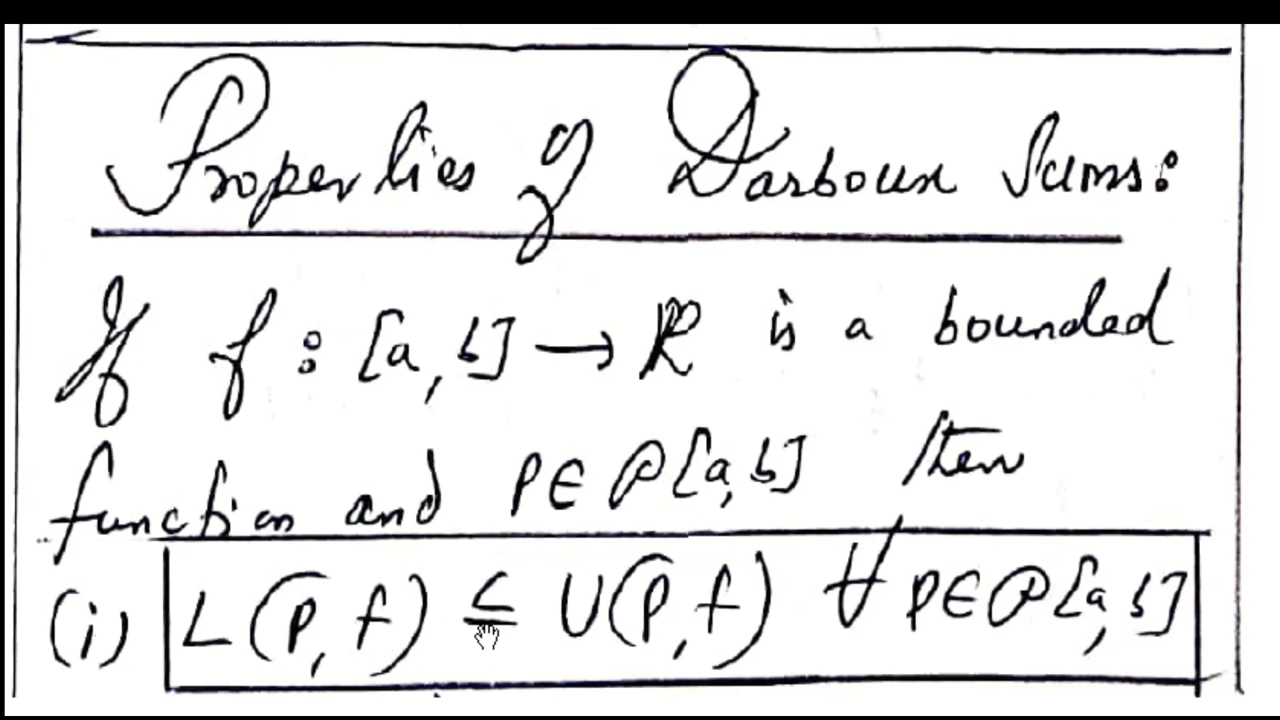 Properties of Darboux Sums:
If f : [a, b] → ℝ is a bounded
function and P ∈ 𝒫[a, b] then
(i) L(P, f) ≤ U(P, f) ∀ P ∈ 𝒫[a, b]